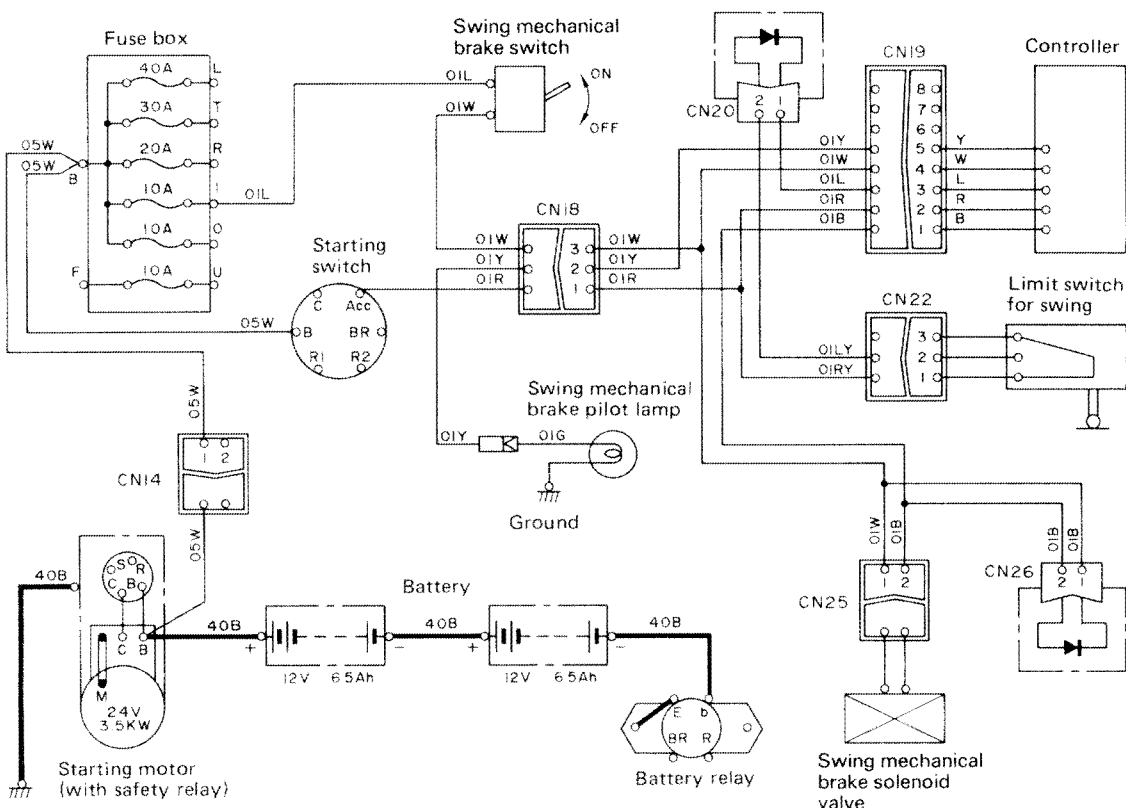 Fuse box
40A L
30A T
20A R
10A I
10A O
F 10A U
B
05W
05W
01L
Swing mechanical
brake switch
01L
01W
ON
OFF
CN20
2 1
CN19
8
7
6
01Y 5 Y
01W 4 W
01L 3 L
01R 2 R
01B 1 B
Controller
CN18
01W 3 01W
01Y 2 01Y
01R 1 01R
Starting
switch
C Acc
B BR
R1 R2
05W
CN22
3
01LY 2
01RY 1
Limit switch
for swing
Swing mechanical
brake pilot lamp
01Y 01G
Ground
05W
CN14
1 2
05W
40B
S R
C B
C B
M
24V
3.5KW
Starting motor
(with safety relay)
Battery
40B
+ -
12V 6.5Ah
40B
+ -
12V 6.5Ah
40B
E b
BR R
Battery relay
01W
01B
CN25
1 2
Swing mechanical
brake solenoid
valve
01B
01B
CN26
2 1